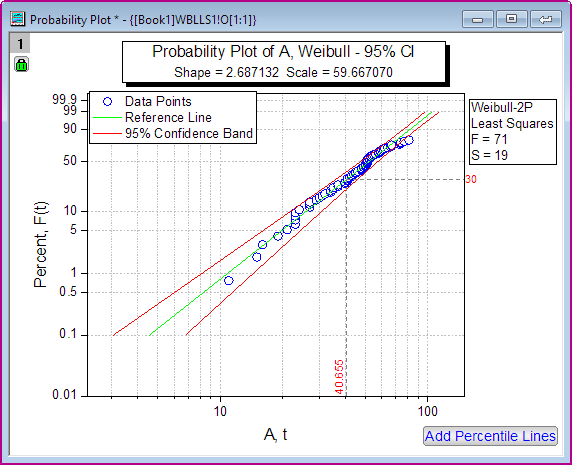 Probability Plot * - {[Book1]WBLLS1!O[1:1]}
1
Probability Plot of A, Weibull - 95% CI
Shape = 2.687132 Scale = 59.667070
Data Points
Reference Line
95% Confidence Band
Weibull-2P
Least Squares
F = 71
S = 19
Percent, F(t)
99.9
99
90
50
10
5
1
0.5
0.1
0.01
30
40.655
10
100
A, t
Add Percentile Lines